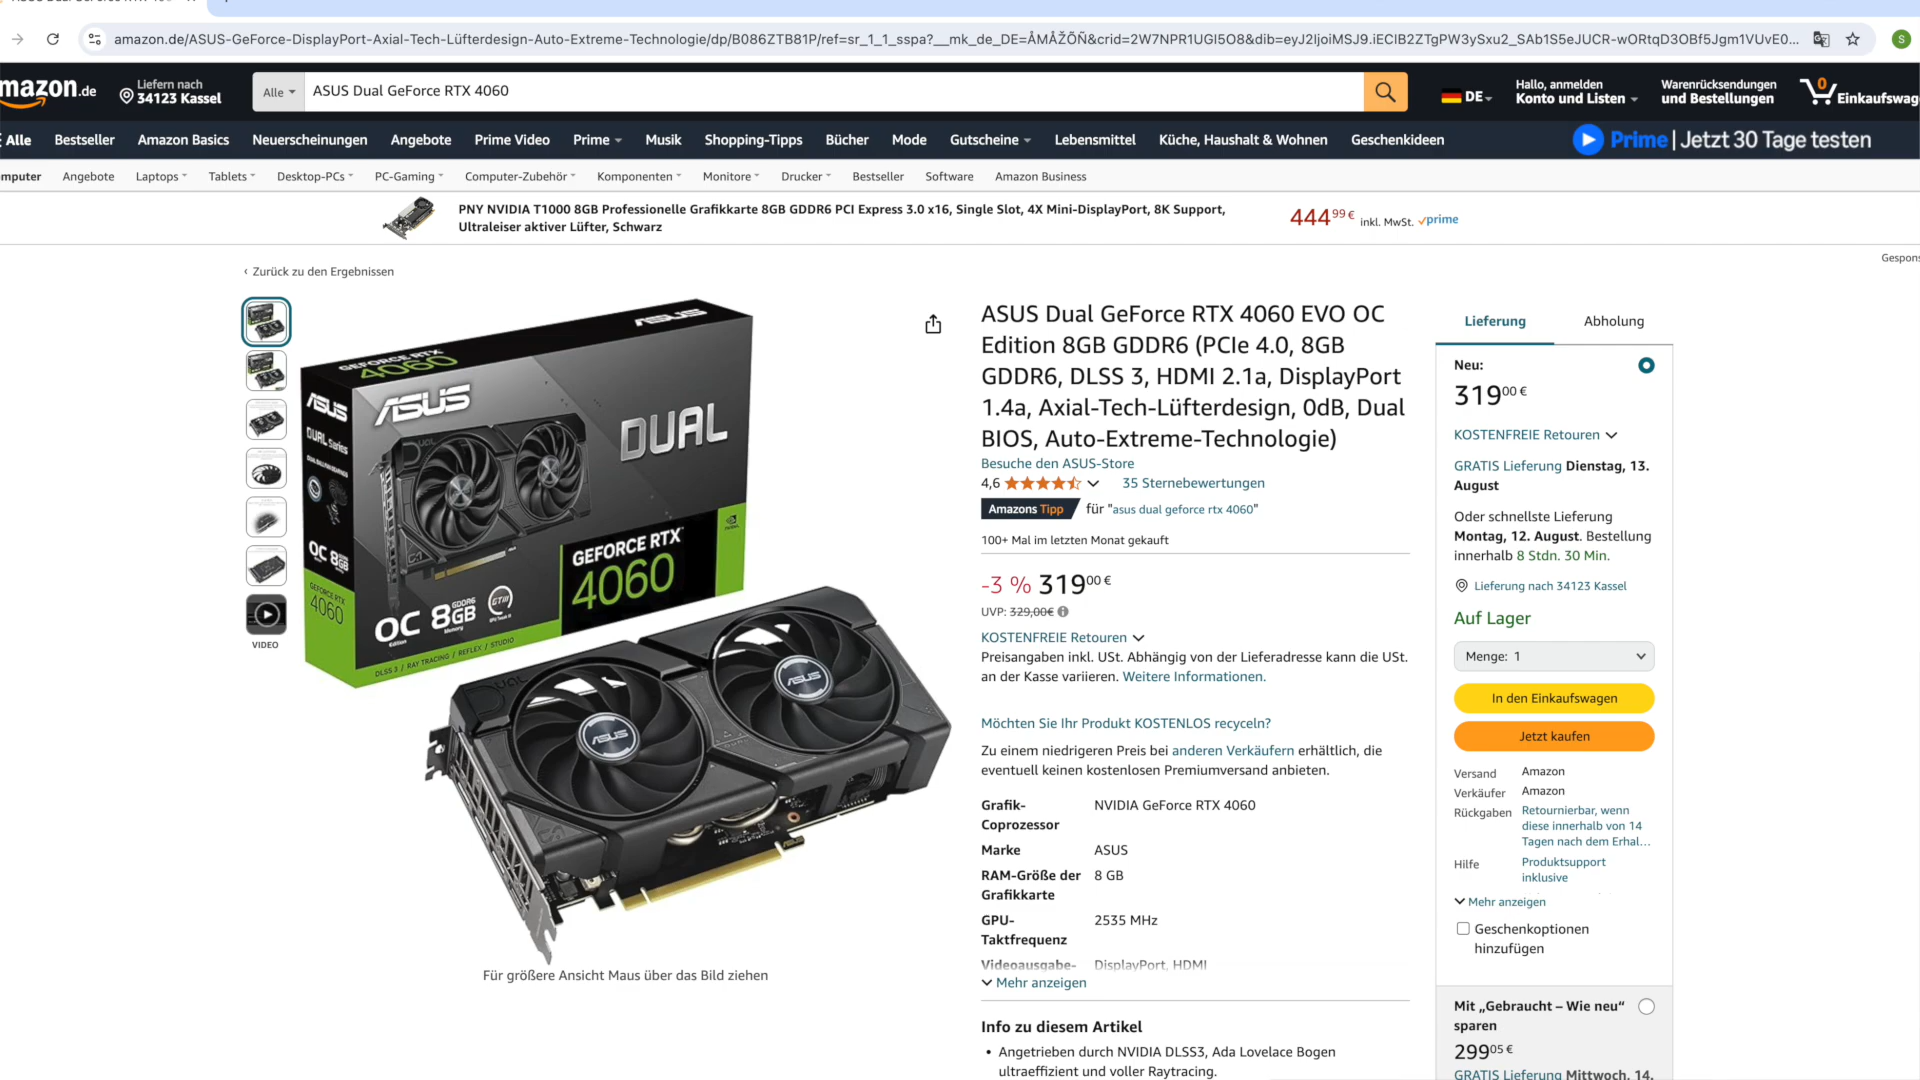 amazon.de/ASUS-GeForce-DisplayPort-Axial-Tech-Lüfterdesign-Auto-Extreme-Technologie/dp/B086ZTB81P/ref=sr_1_1_sspa?__mk_de_DE=ÅMÅŽÕÑ&crid=2W7NPR1UGI5O8&dib=eyJ2IjoiMSJ9.iECIB2ZTgPW3ySxu2_SAb1S5eJUCR-wORtqD3OBf5Jgm1VUvE0...
S
mazon.de
Liefern nach
34123 Kassel
Alle
ASUS Dual GeForce RTX 4060
DE
Hallo, anmelden
Konto und Listen
Warenrücksendungen
und Bestellungen
0
Einkaufswag
Alle Bestseller Amazon Basics Neuerscheinungen Angebote Prime Video Prime Musik Shopping-Tipps Bücher Mode Gutscheine Lebensmittel Küche, Haushalt & Wohnen Geschenkideen
Prime | Jetzt 30 Tage testen
mputer Angebote Laptops Tablets Desktop-PCs PC-Gaming Computer-Zubehör Komponenten Monitore Drucker Bestseller Software Amazon Business
PNY NVIDIA T1000 8GB Professionelle Grafikkarte 8GB GDDR6 PCI Express 3.0 x16, Single Slot, 4X Mini-DisplayPort, 8K Support,
Ultraleiser aktiver Lüfter, Schwarz
444 99 € inkl. MwSt. prime
Gespons
‹ Zurück zu den Ergebnissen
VIDEO
ASUS
GEFORCE RTX
4060
ASUS
DUAL Series
OC 8GB
GEFORCE RTX
4060
ASUS
DUAL
GEFORCE RTX
4060
OC 8GB
Edition
GDDR6
Memory
NVIDIA
DLSS 3 / RAY TRACING / REFLEX / STUDIO
DUAL
ASUS
ASUS
Für größere Ansicht Maus über das Bild ziehen
ASUS Dual GeForce RTX 4060 EVO OC
Edition 8GB GDDR6 (PCIe 4.0, 8GB
GDDR6, DLSS 3, HDMI 2.1a, DisplayPort
1.4a, Axial-Tech-Lüfterdesign, 0dB, Dual
BIOS, Auto-Extreme-Technologie)
Besuche den ASUS-Store
4,6 35 Sternebewertungen
Amazons Tipp für "asus dual geforce rtx 4060"
100+ Mal im letzten Monat gekauft
-3 % 319 00 €
UVP: 329,00€
KOSTENFREIE Retouren
Preisangaben inkl. USt. Abhängig von der Lieferadresse kann die USt.
an der Kasse variieren. Weitere Informationen.
Möchten Sie Ihr Produkt KOSTENLOS recyceln?
Zu einem niedrigeren Preis bei anderen Verkäufern erhältlich, die
eventuell keinen kostenlosen Premiumversand anbieten.
Grafik-
Coprozessor
NVIDIA GeForce RTX 4060
Marke ASUS
RAM-Größe der
Grafikkarte
8 GB
GPU-
Taktfrequenz
2535 MHz
Videoausgabe- DisplayPort, HDMI
Mehr anzeigen
Info zu diesem Artikel
• Angetrieben durch NVIDIA DLSS3, Ada Lovelace Bogen
ultraeffizient und voller Raytracing.
Lieferung Abholung
Neu:
319 00 €
KOSTENFREIE Retouren
GRATIS Lieferung Dienstag, 13.
August
Oder schnellste Lieferung
Montag, 12. August. Bestellung
innerhalb 8 Stdn. 30 Min.
Lieferung nach 34123 Kassel
Auf Lager
Menge: 1
In den Einkaufswagen
Jetzt kaufen
Versand Amazon
Verkäufer Amazon
Rückgaben Retournierbar, wenn
diese innerhalb von 14
Tagen nach dem Erhal...
Hilfe Produktsupport
inklusive
Mehr anzeigen
Geschenkoptionen
hinzufügen
Mit „Gebraucht – Wie neu“
sparen
299 05 €
GRATIS Lieferung Mittwoch, 14.